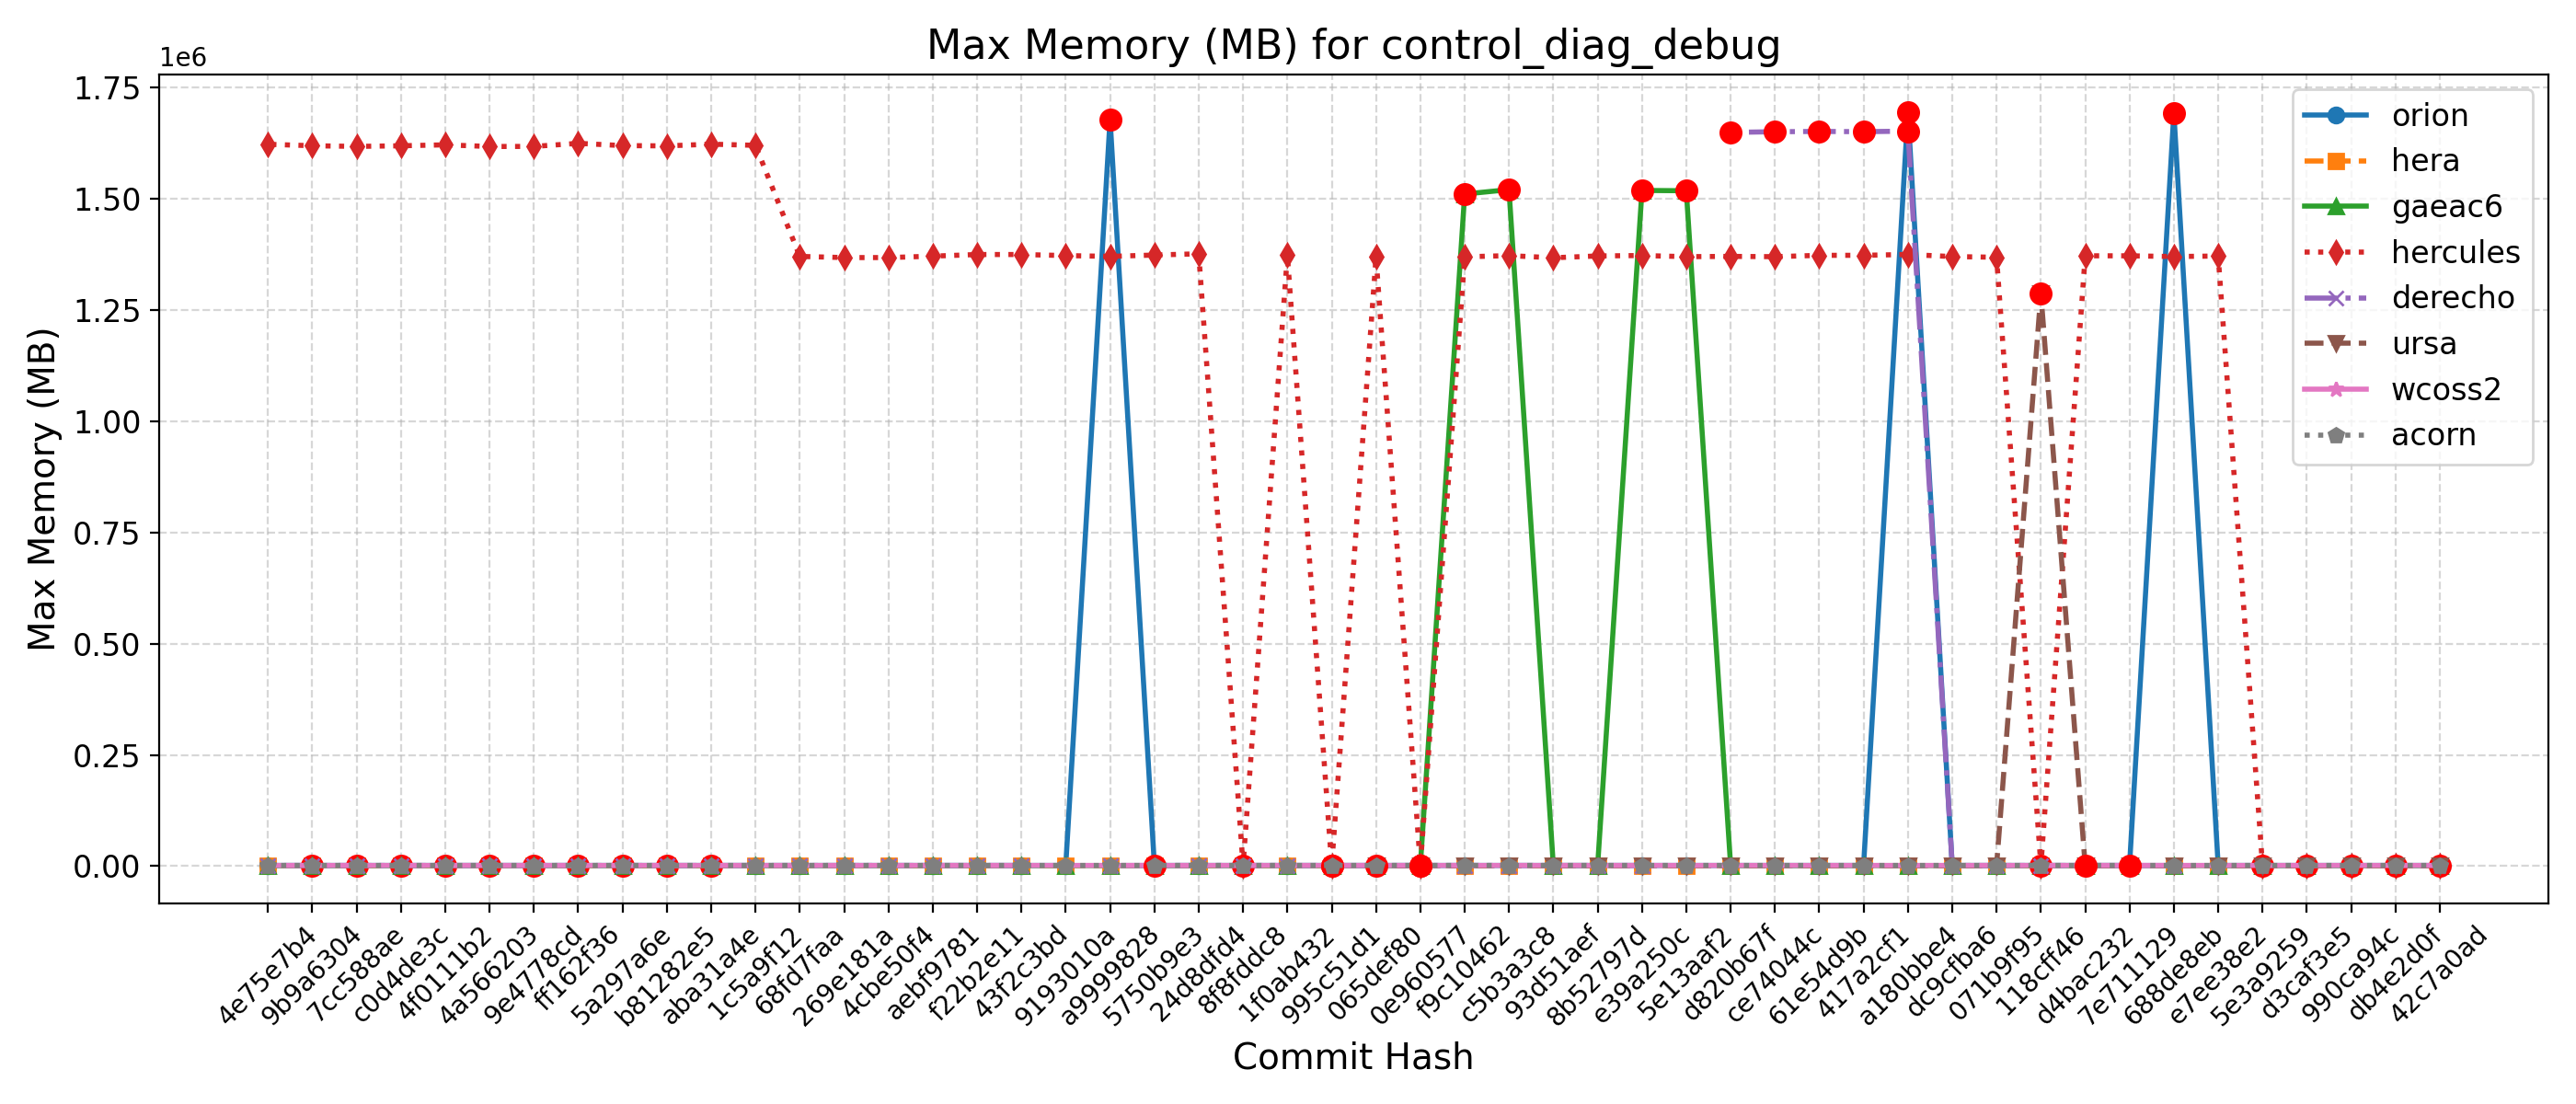 Max Memory (MB) for control_diag_debug
1e6
1.75
1.50
1.25
1.00
0.75
0.50
0.25
0.00
Max Memory (MB)
orion
hera
gaeac6
hercules
derecho
ursa
wcoss2
acorn
4e75e7b4
9b9a6304
7cc588ae
c0d4de3c
4f0111b2
4a566203
9e4778cd
ff162f36
5a297a6e
b81282e5
aba31a4e
1c5a9f12
68fd7faa
269e181a
4cbe50f4
aebf9781
f22b2e11
43f2c3bd
9193010a
a9999828
5750b9e3
24d8dfd4
8f8fddc8
1f0ab432
995c51d1
065def80
0e960577
f9c10462
c5b3a3c8
93d51aef
8b52797d
e39a250c
5e13aaf2
d820b67f
ce74044c
61e54d9b
417a2cf1
a180bbe4
dc9cfba6
071b9f95
118cff46
d4bac232
7e711129
688de8eb
e7ee38e2
5e3a9259
d3caf3e5
990ca94c
db4e2d0f
42c7a0ad
Commit Hash